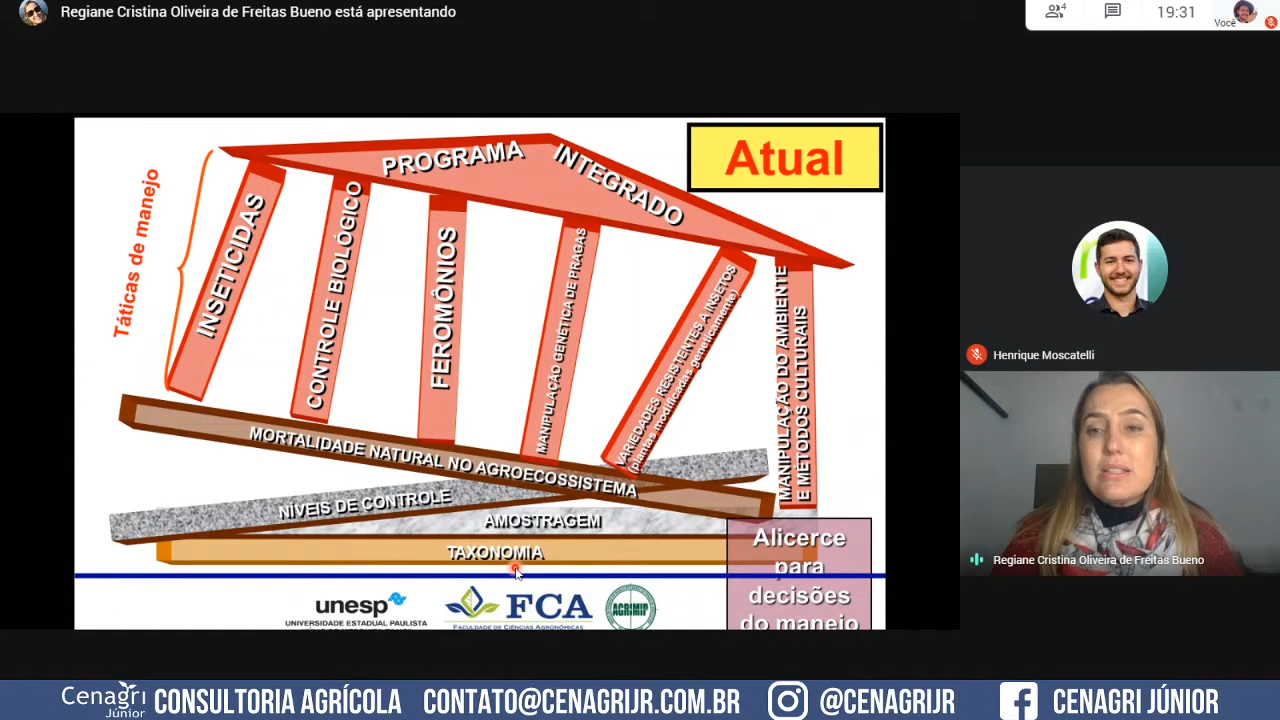 Regiane Cristina Oliveira de Freitas Bueno está apresentando
4
19:31
Você
Atual
PROGRAMA INTEGRADO
Táticas de manejo
INSETICIDAS
CONTROLE BIOLÓGICO
FEROMÔNIOS
MANIPULAÇÃO GENÉTICA DE PRAGAS
VARIEDADES RESISTENTES A INSETOS
(plantas modificadas geneticamente)
MANIPULAÇÃO DO AMBIENTE
E MÉTODOS CULTURAIIS
MORTALIDADE NATURAL NO AGROECOSSISTEMA
NÍVEIS DE CONTROLE
AMOSTRAGEM
TAXONOMIA
Alicerce
para
decisões
do manejo
unesp
UNIVERSIDADE ESTADUAL PAULISTA
FCA
FACULDADE DE CIÊNCIAS AGRONÔMICAS
AGRIMIP
Henrique Moscatelli
Regiane Cristina Oliveira de Freitas Bueno
Cenagri
Júnior
CONSULTORIA AGRÍCOLA
CONTATO@CENAGRIJR.COM.BR
@CENAGRIJR
CENAGRI JÚNIOR